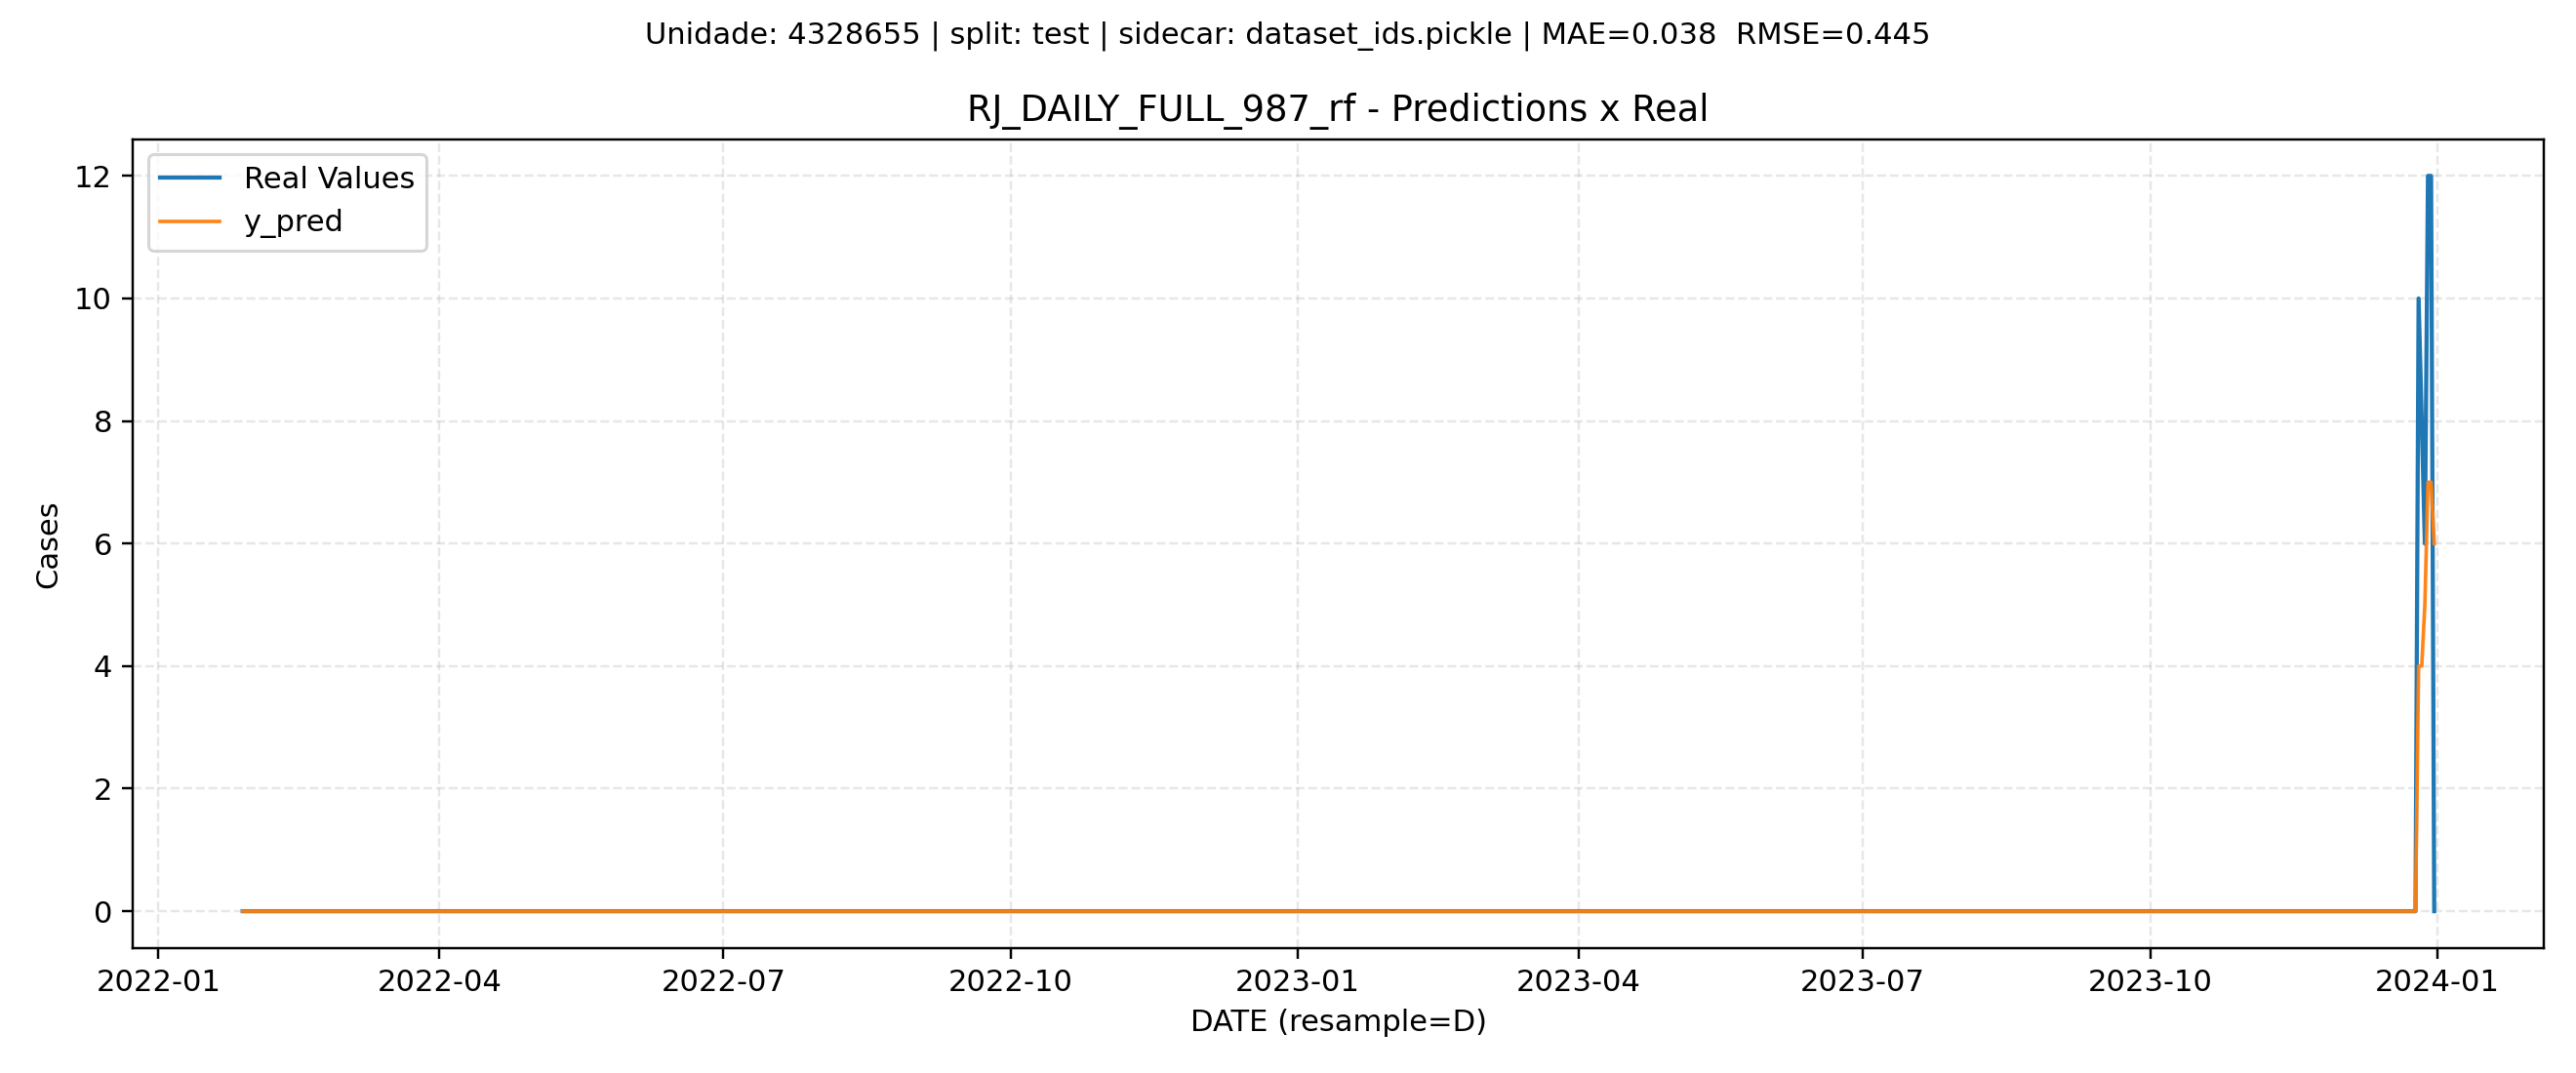 Unidade: 4328655 | split: test | sidecar: dataset_ids.pickle | MAE=0.038  RMSE=0.445
RJ_DAILY_FULL_987_rf - Predictions x Real
Real Values
y_pred
12
10
8
6
4
2
0
Cases
2022-01 2022-04 2022-07 2022-10 2023-01 2023-04 2023-07 2023-10 2024-01
DATE (resample=D)